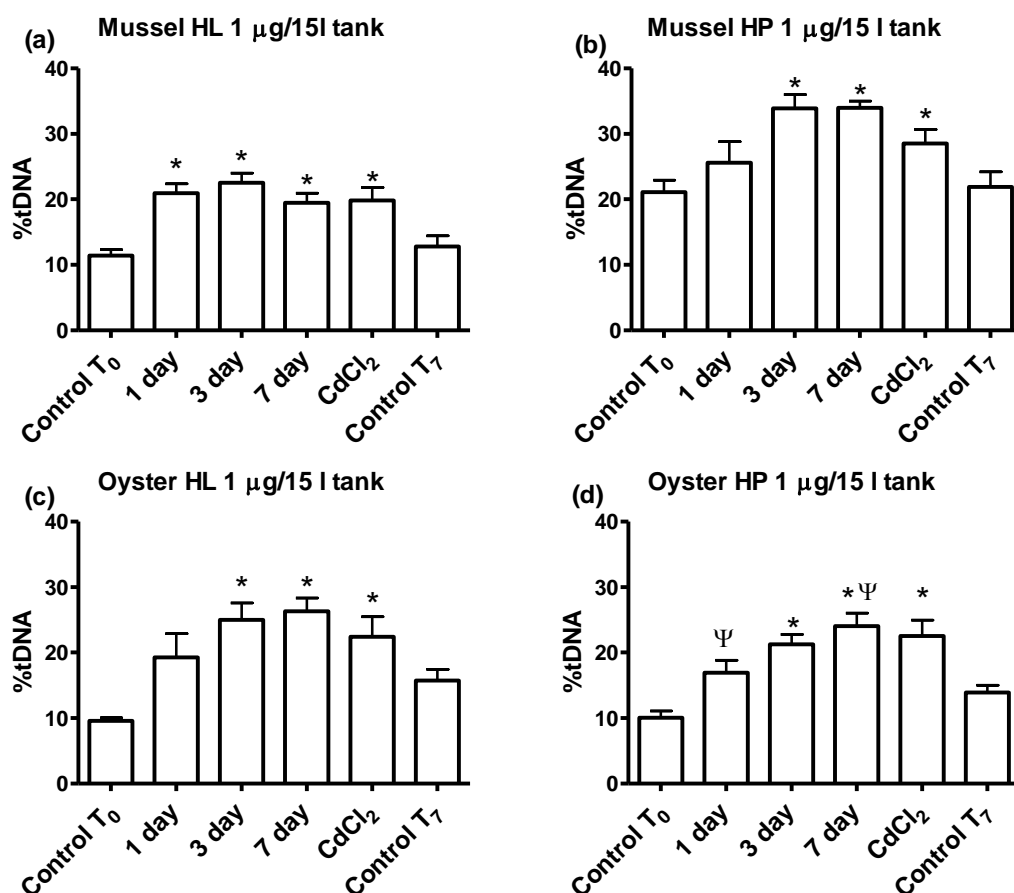 (a) Mussel HL 1 μg/15l tank
40
30
20
10
0
%tDNA
* * * *
Control T₀ 1 day 3 day 7 day CdCl₂ Control T₇
(b) Mussel HP 1 μg/15 l tank
40
30
20
10
0
%tDNA
* * *
Control T₀ 1 day 3 day 7 day CdCl₂ Control T₇
(c) Oyster HL 1 μg/15 l tank
40
30
20
10
0
%tDNA
* * *
Control T₀ 1 day 3 day 7 day CdCl₂ Control T₇
(d) Oyster HP 1 μg/15 l tank
40
30
20
10
0
%tDNA
Ψ * *Ψ *
Control T₀ 1 day 3 day 7 day CdCl₂ Control T₇